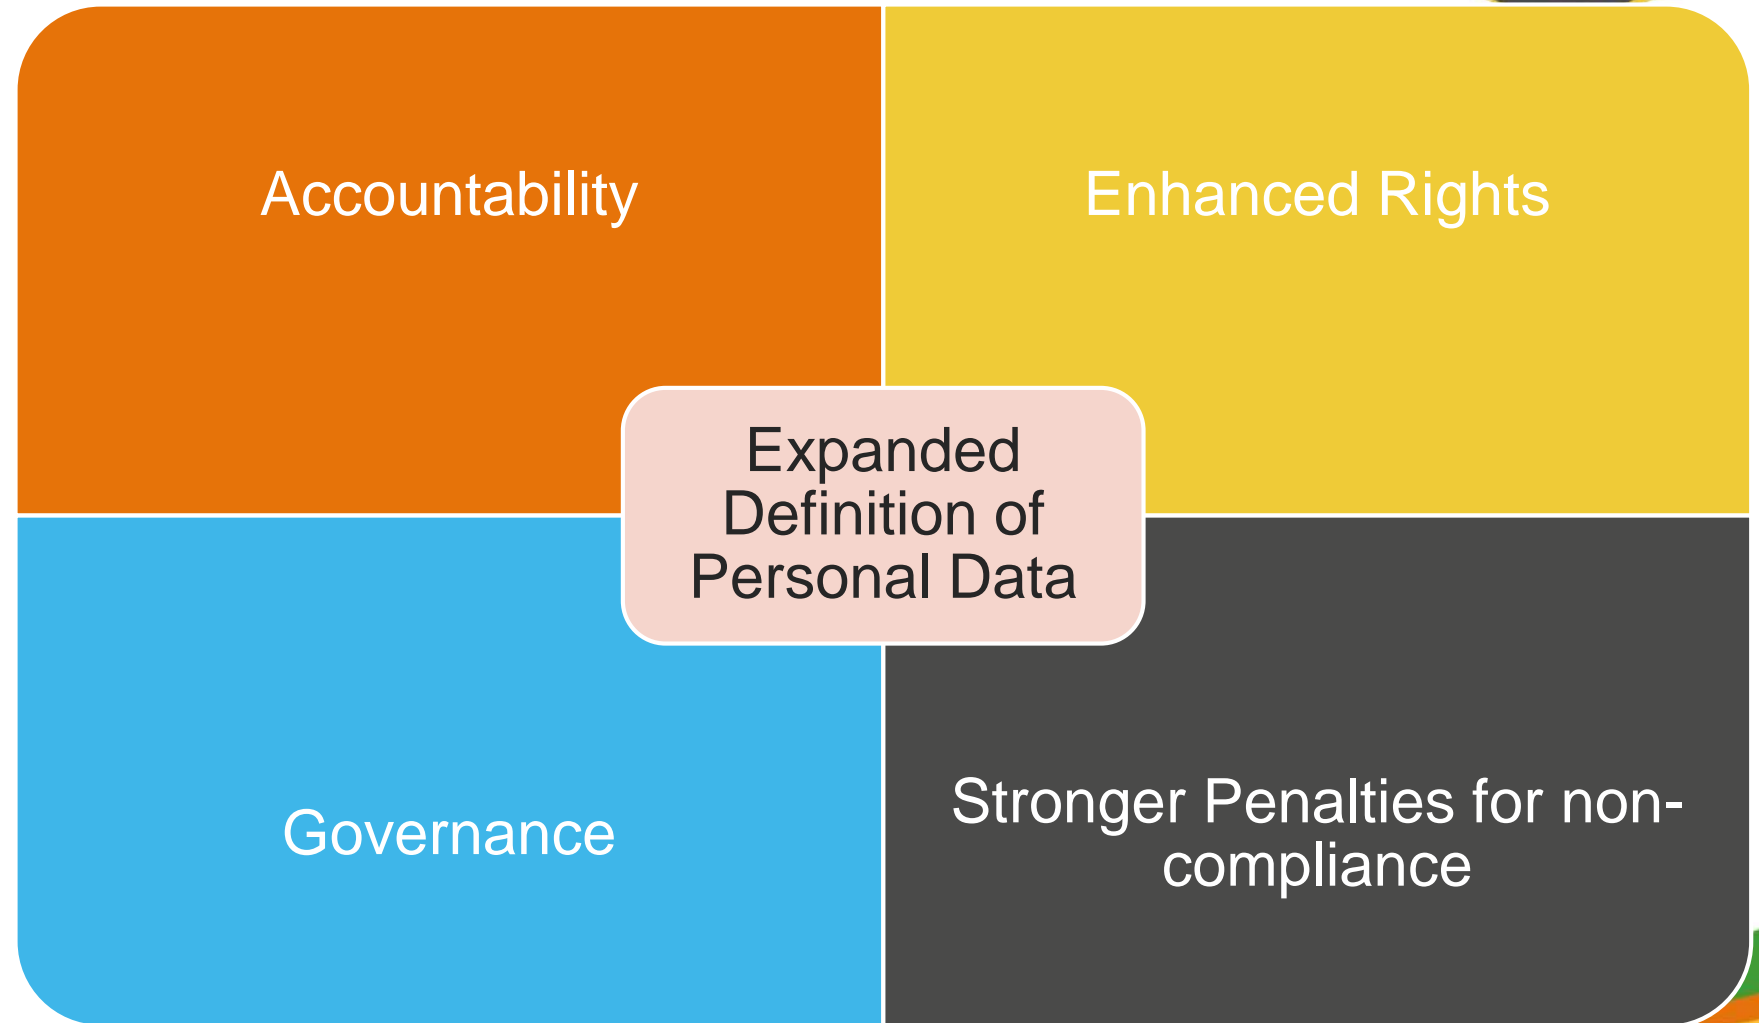 Accountability
Enhanced Rights
Expanded
Definition of
Personal Data
Governance
Stronger Penalties for non-
compliance